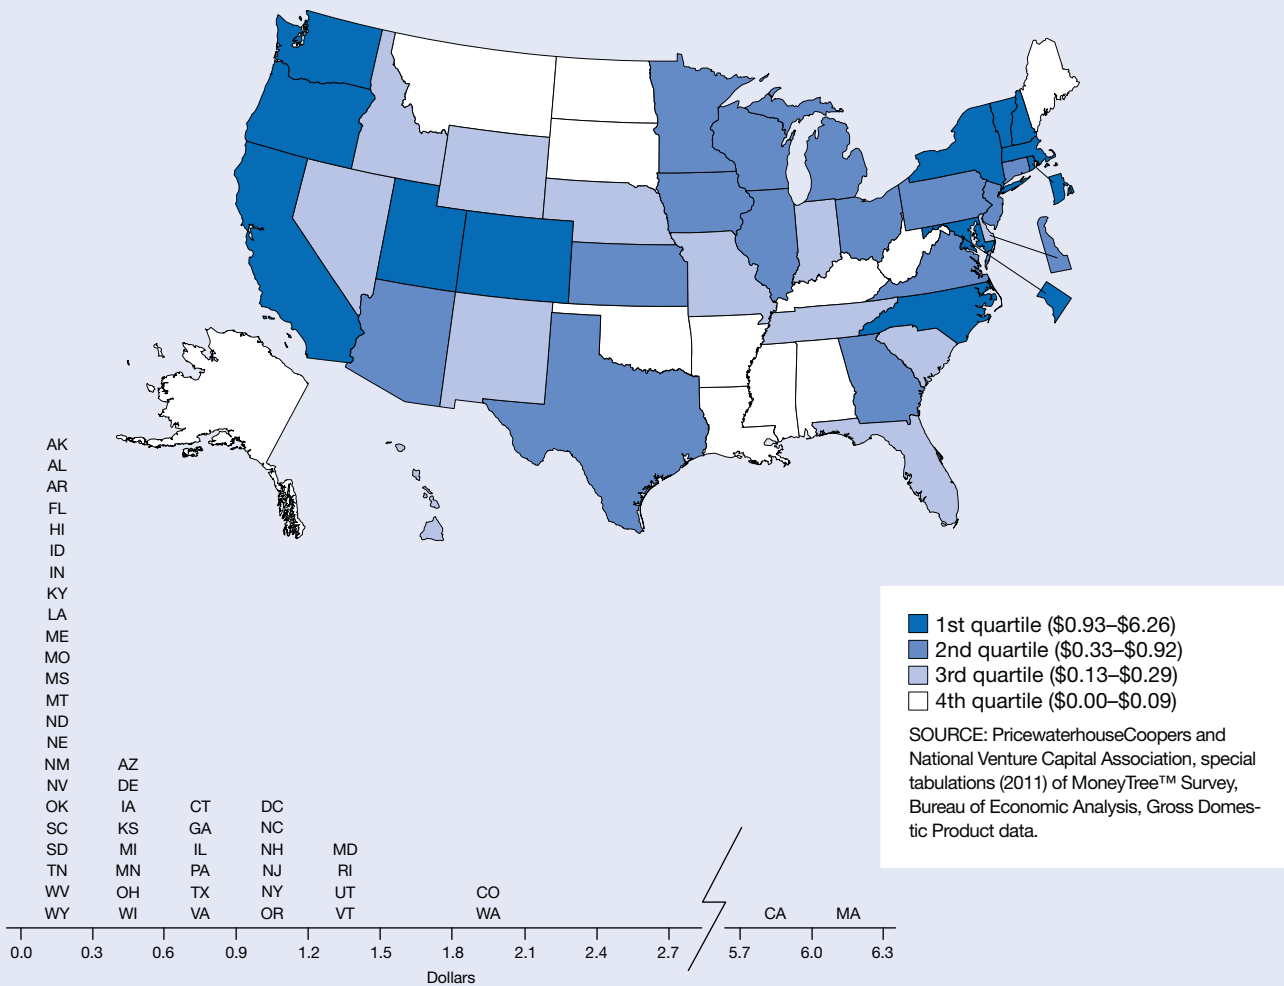 AK
AL
AR
FL
HI
ID
IN
KY
LA
ME
MO
MS
MT
ND
NE
NM AZ
NV DE
OK IA CT DC
SC KS GA NC
SD MI IL NH MD
TN MN PA NJ RI
WV OH TX NY UT CO
WY WI VA OR VT WA CA MA
0.0 0.3 0.6 0.9 1.2 1.5 1.8 2.1 2.4 2.7 5.7 6.0 6.3
Dollars
1st quartile ($0.93–$6.26)
2nd quartile ($0.33–$0.92)
3rd quartile ($0.13–$0.29)
4th quartile ($0.00–$0.09)
SOURCE: PricewaterhouseCoopers and
National Venture Capital Association, special
tabulations (2011) of MoneyTree™ Survey,
Bureau of Economic Analysis, Gross Domes-
tic Product data.